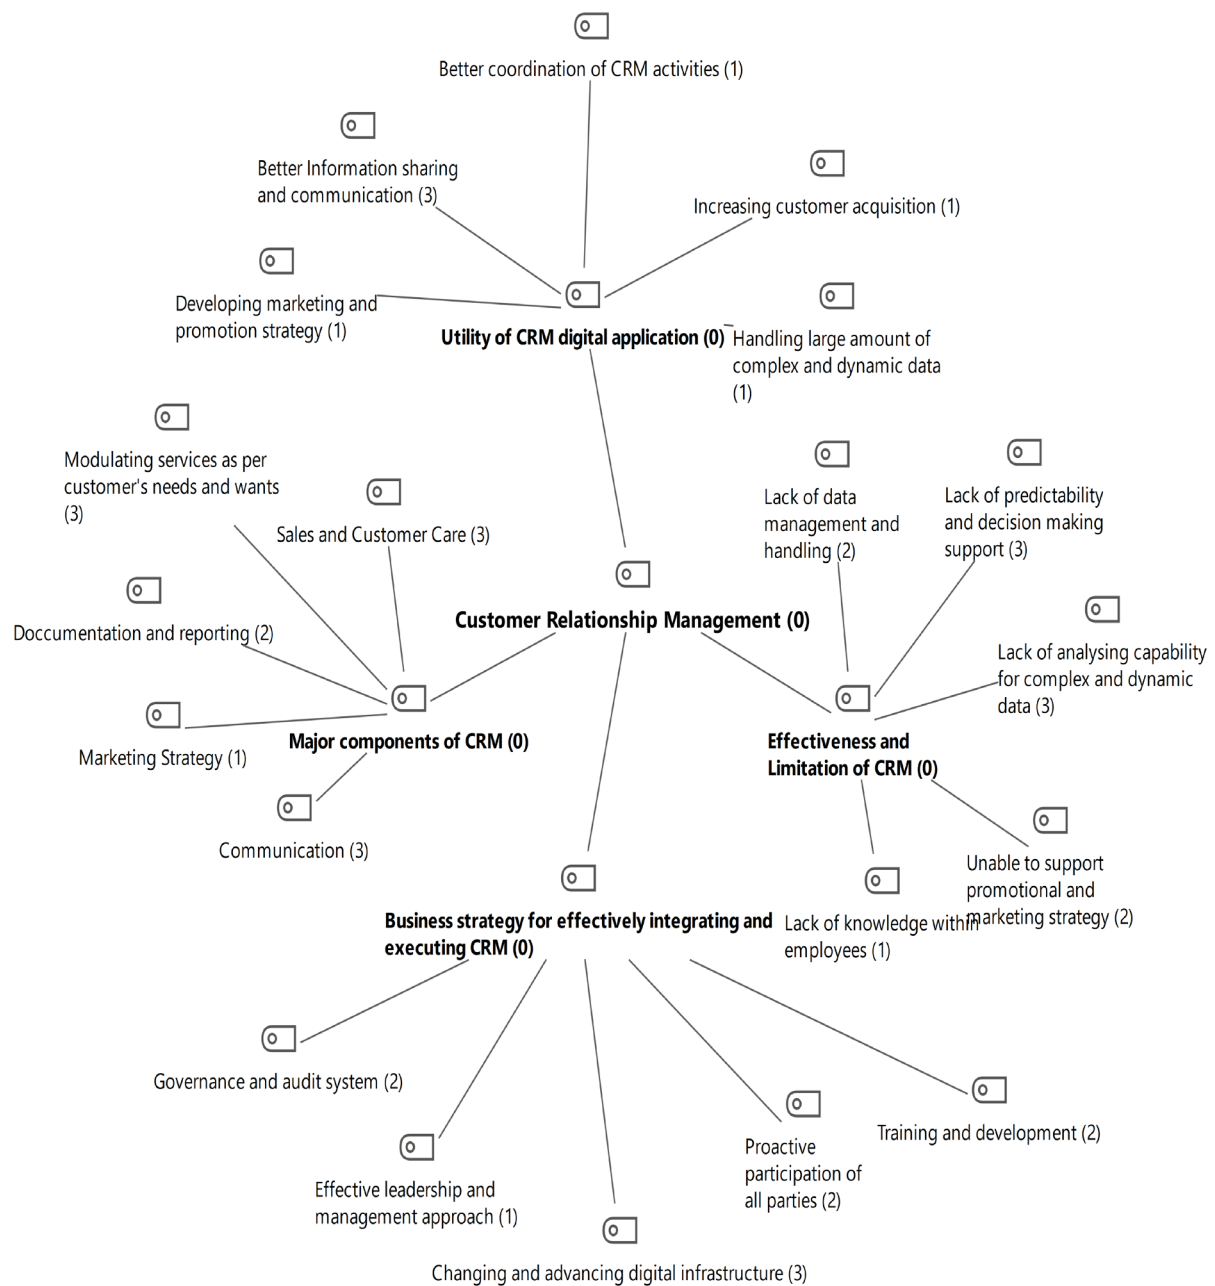 Better coordination of CRM activities (1)
Better Information sharing
and communication (3)
Increasing customer acquisition (1)
Developing marketing and
promotion strategy (1)
Utility of CRM digital application (0)
Handling large amount of
complex and dynamic data
(1)
Modulating services as per
customer's needs and wants
(3)
Sales and Customer Care (3)
Lack of data
management and
handling (2)
Lack of predictability
and decision making
support (3)
Doccumentation and reporting (2)
Customer Relationship Management (0)
Lack of analysing capability
for complex and dynamic
data (3)
Marketing Strategy (1)
Major components of CRM (0)
Effectiveness and
Limitation of CRM (0)
Communication (3)
Unable to support
promotional and
marketing strategy (2)
Business strategy for effectively integrating and
executing CRM (0)
Lack of knowledge within
employees (1)
Governance and audit system (2)
Effective leadership and
management approach (1)
Proactive
participation of
all parties (2)
Training and development (2)
Changing and advancing digital infrastructure (3)